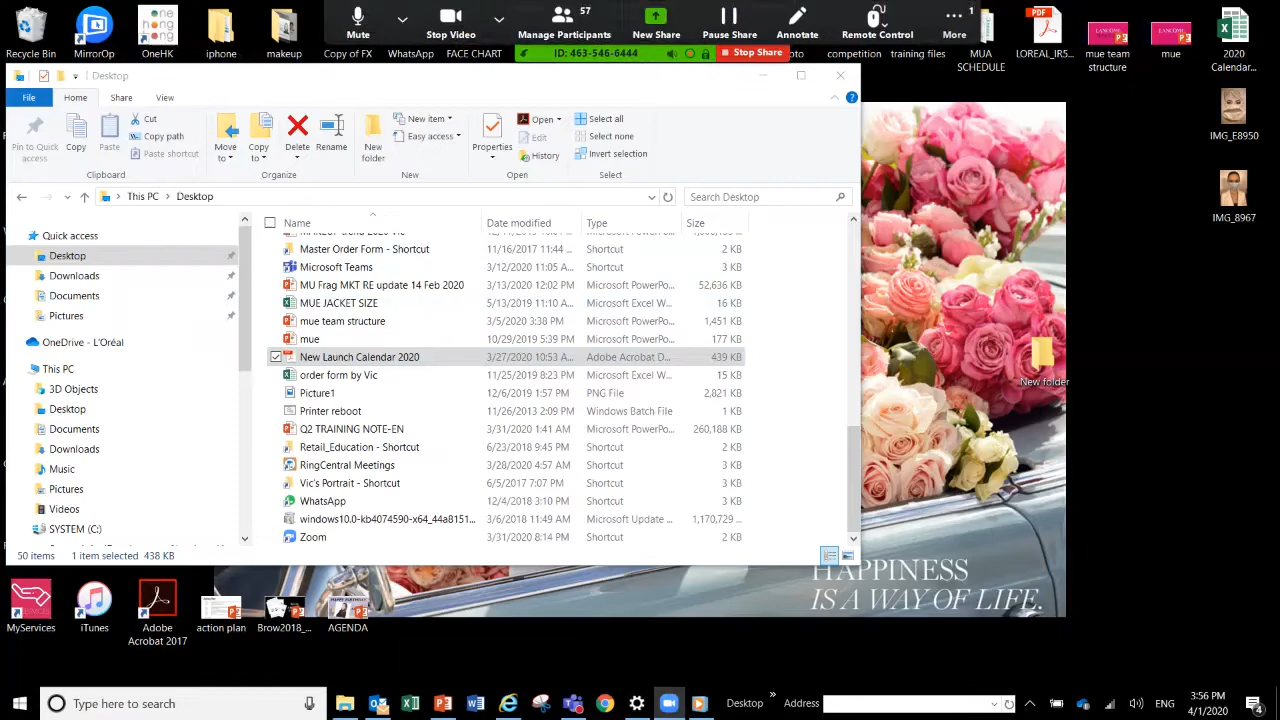 Mute
Stop Video
57
Manage Participants
New Share
Pause Share
Annotate
Remote Control
1
More
ID: 463-546-6444
Stop Share
Recycle Bin
MirrorOp
OneHK
iphone
makeup
Copy of FX
WhatsApp
FACE CHART
competition
training files
MUA
SCHEDULE
PDF
LOREAL_IR5...
mue team
structure
mue
2020
Calendar...
IMG_E8950
IMG_8967
Desktop
File
Home
Share
View
Pin to Quick
access
Copy
Paste
Cut
Copy path
Paste shortcut
Move
to
Copy
to
Delete
Rename
Organize
New
folder
New item
Easy access
New
Properties
Open
History
Open
Select all
Select none
Invert selection
Select
This PC
Desktop
Search Desktop
Name
Date modified
Type
Size
Quick access
Desktop
Downloads
Documents
Pictures
OneDrive - L'Oréal
This PC
3D Objects
Desktop
Documents
Downloads
Music
Pictures
Videos
SYSTEM (C:)
Master Order Form - Shortcut 11/16/2017 11:44 ... Shortcut 2 KB
Microsoft Teams 3/12/2020 11:05 A... Shortcut 3 KB
MU Frag MKT RE update 14 Feb 2020 3/13/2020 12:02 PM Microsoft PowerPo... 52,636 KB
MUE JACKET SIZE 5/13/2019 11:10 A... Microsoft Excel W... 16 KB
mue team structure 3/5/2020 3:38 PM Microsoft PowerPo... 1,451 KB
mue 10/29/2019 5:39 PM Microsoft PowerPo... 177 KB
New Launch Calendar 2020 3/27/2020 10:53 A... Adobe Acrobat D... 439 KB
order form by Vic 11/25/2019 8:23 PM Microsoft Excel W... 15 KB
Picture1 12/6/2019 1:57 PM PNG File 2,821 KB
Printer reboot 11/26/2013 2:09 PM Windows Batch File 1 KB
Q2 TRAINING NOTE-EN 3/31/2020 1:41 AM Microsoft PowerPo... 260,188 KB
Retail_Education - Shortcut 6/23/2018 9:45 PM Shortcut 2 KB
RingCentral Meetings 3/28/2020 4:57 AM Shortcut 3 KB
Vic's Portrait - Shortcut 6/5/2017 7:07 PM Shortcut 3 KB
WhatsApp 12/4/2018 3:10 PM Shortcut 3 KB
windows10.0-kb4074590-x64_44a8151... 3/6/2018 11:49 AM Microsoft Update ... 1,170,729 ...
Zoom 3/31/2020 8:14 PM Shortcut 2 KB
50 items
1 item selected 438 KB
New folder
HAPPINESS
IS A WAY OF LIFE.
MyServices
iTunes
Adobe
Acrobat 2017
action plan
Brow2018_...
AGENDA
Type here to search
Desktop
Address
ENG
3:56 PM
4/1/2020
4